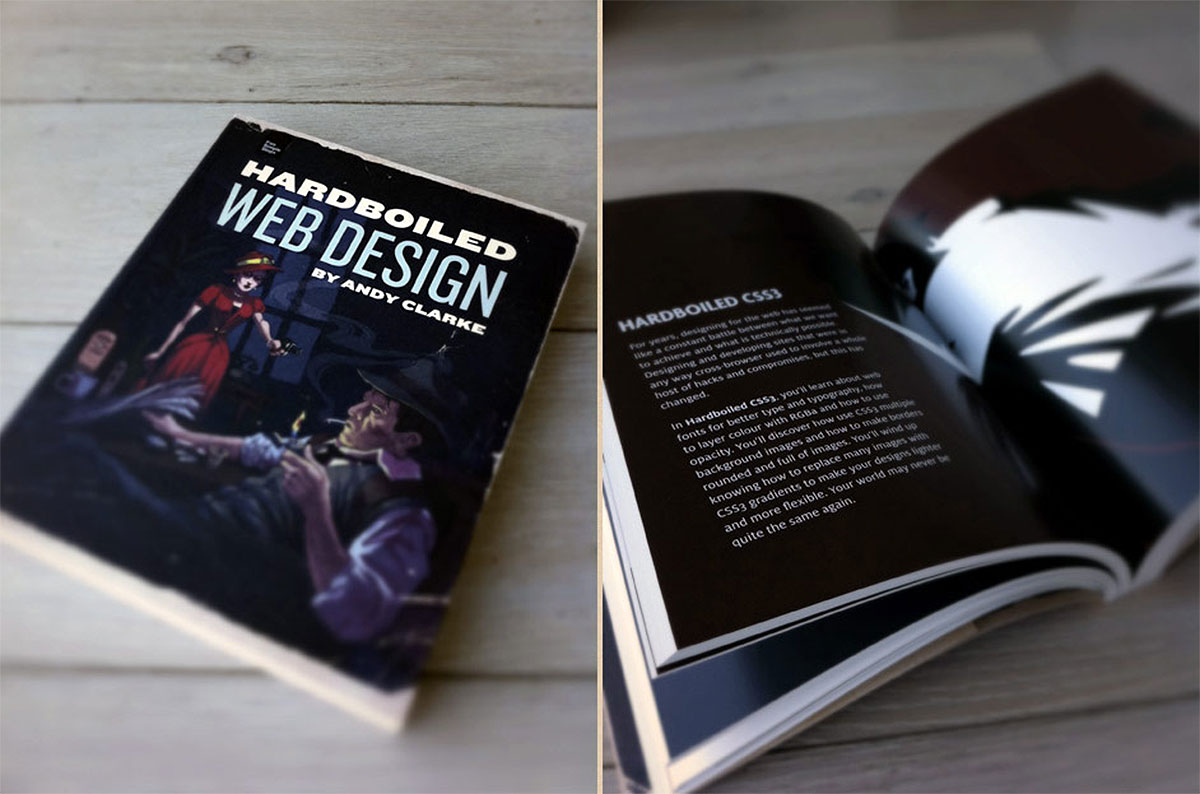 Five
Simple
Steps
HARDBOILED
WEB DESIGN
BY ANDY CLARKE
HARDBOILED CSS3
For years, designing for the web has seemed
like a constant battle between what we want
to achieve and what is technically possible.
Designing and developing sites that were in
any way cross-browser used to involve a whole
host of hacks and compromises, but this has
changed.
In Hardboiled CSS3, you'll learn about web
fonts for better type and typography, how
to layer colour with RGBa and how to use
opacity. You'll discover how use CSS3 multiple
background images and how to make borders
rounded and full of images. You'll wind up
knowing how to replace many images with
CSS3 gradients to make your designs lighter
and more flexible. Your world may never be
quite the same again.